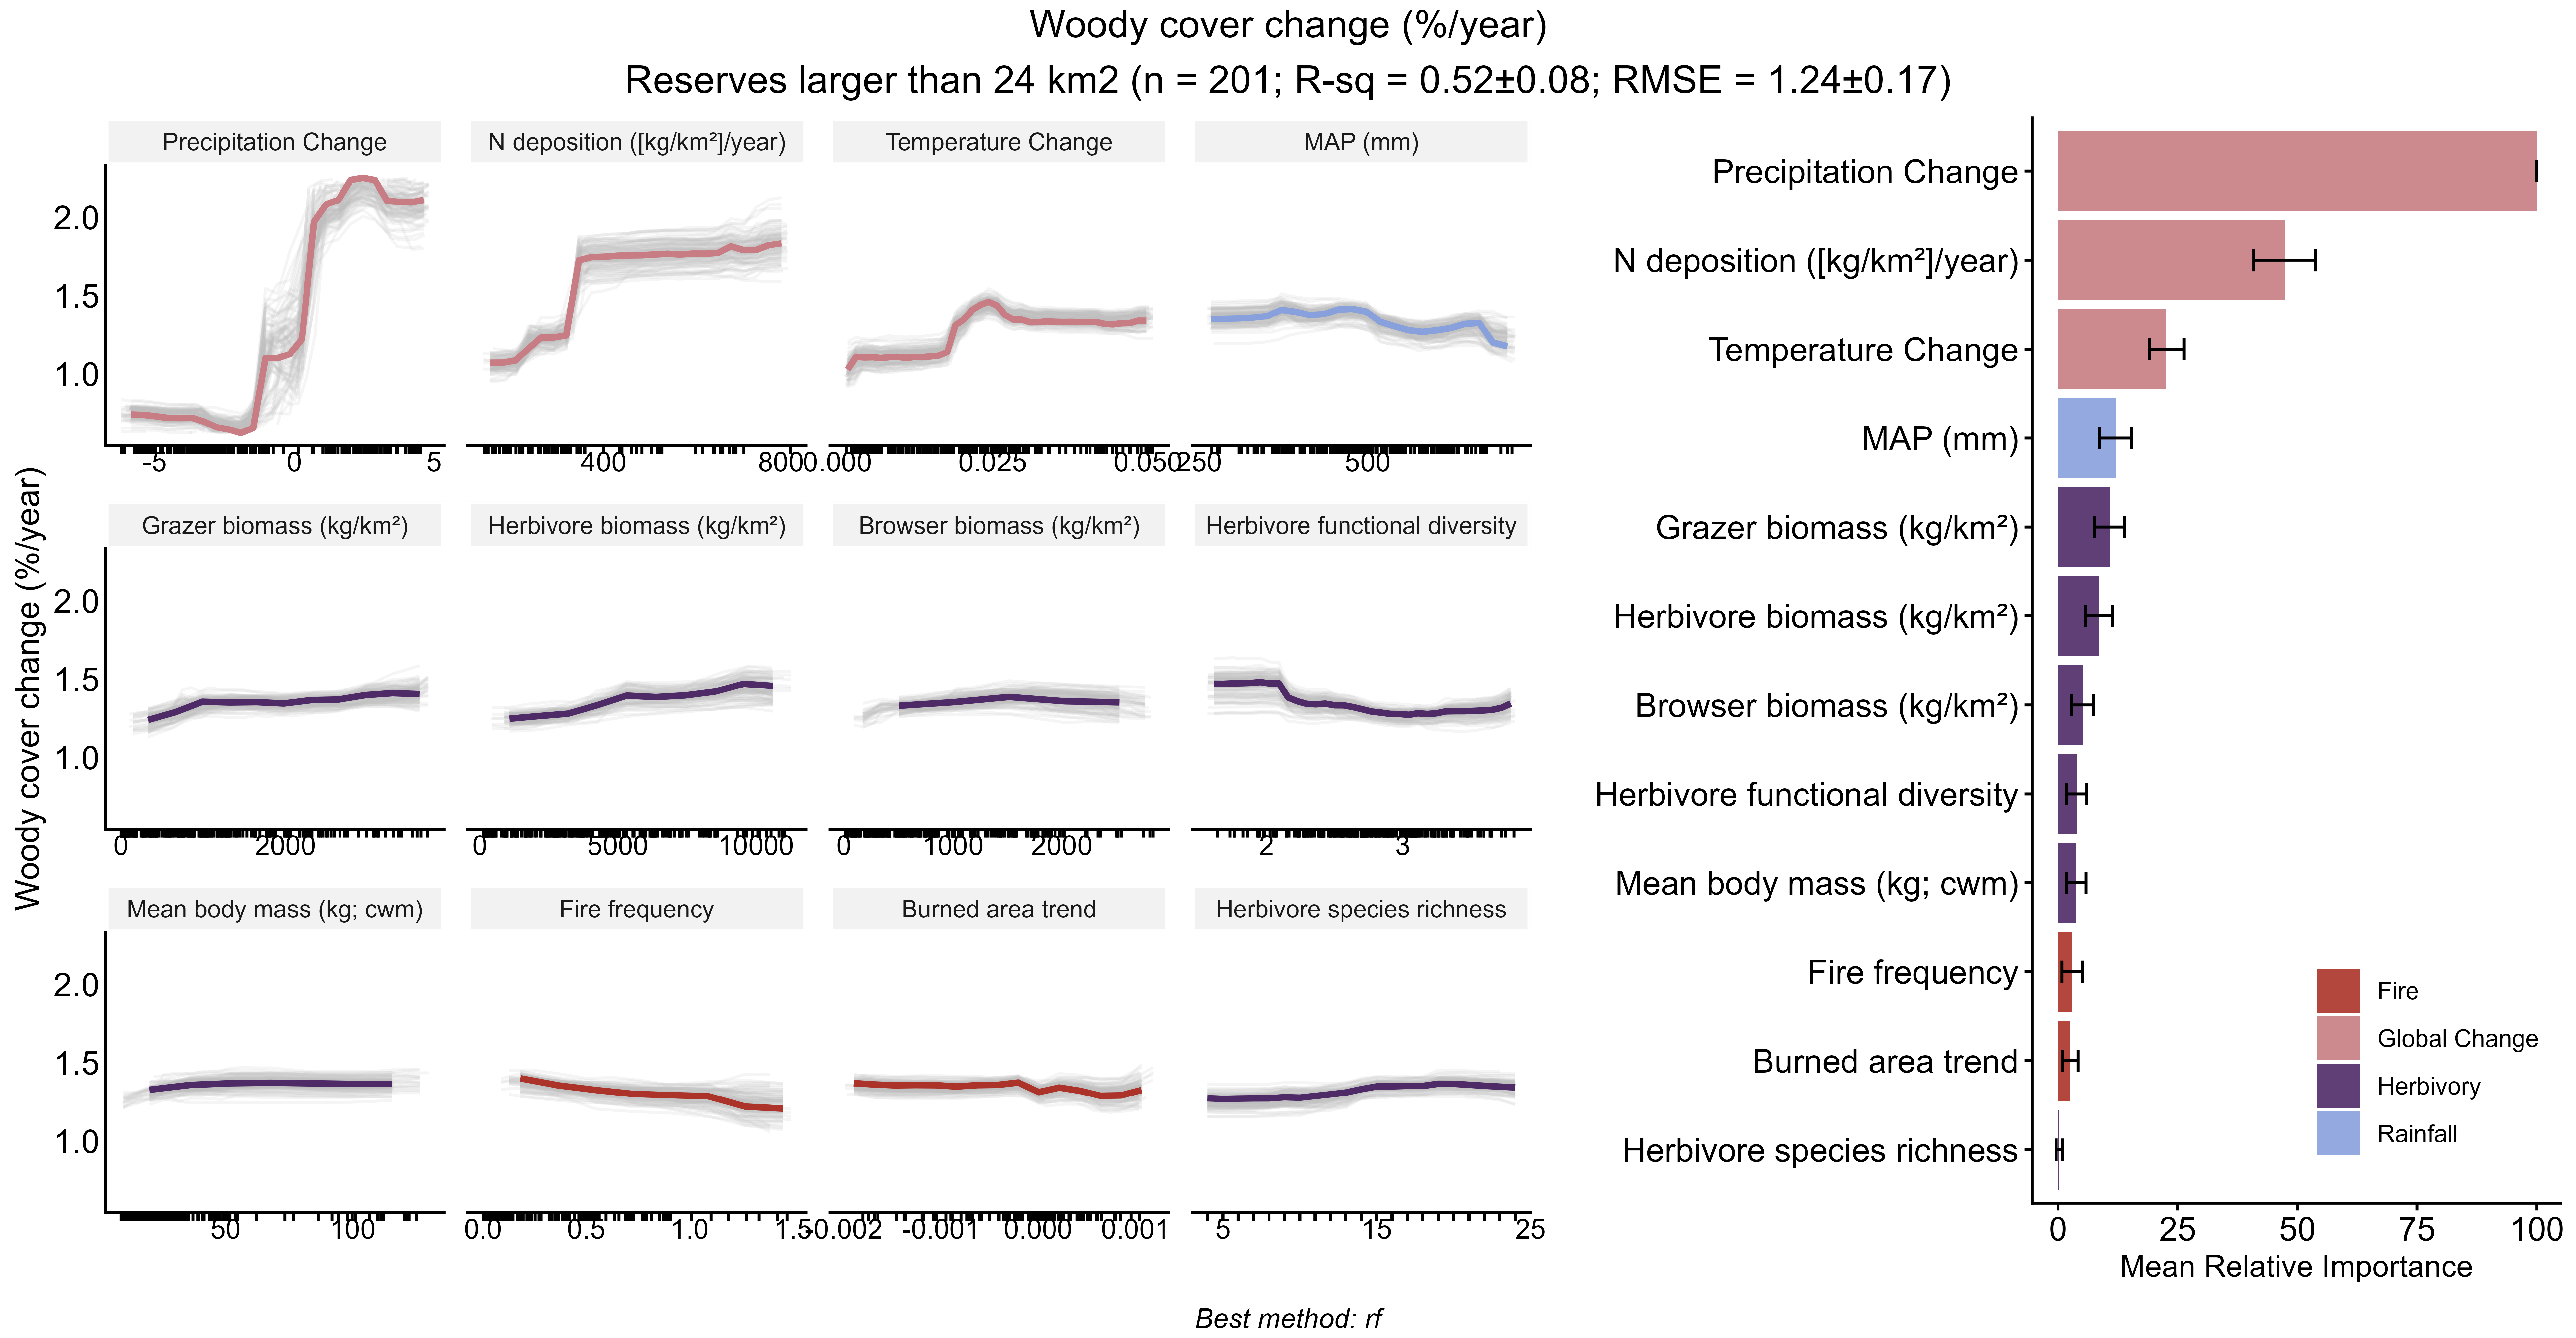 Woody cover change (%/year)
Reserves larger than 24 km2 (n = 201; R-sq = 0.52±0.08; RMSE = 1.24±0.17)
Woody cover change (%/year)
Precipitation Change
N deposition ([kg/km²]/year)
Temperature Change
MAP (mm)
2.0
1.5
1.0
-5 0 5
400 800
0.000 0.025 0.050
250 500
Grazer biomass (kg/km²)
Herbivore biomass (kg/km²)
Browser biomass (kg/km²)
Herbivore functional diversity
2.0
1.5
1.0
0 2000
0 5000 10000
0 1000 2000
2 3
Mean body mass (kg; cwm)
Fire frequency
Burned area trend
Herbivore species richness
2.0
1.5
1.0
50 100
0.0 0.5 1.0 1.5
-0.002 -0.001 0.000 0.001
5 15 25
Best method: rf
Precipitation Change
N deposition ([kg/km²]/year)
Temperature Change
MAP (mm)
Grazer biomass (kg/km²)
Herbivore biomass (kg/km²)
Browser biomass (kg/km²)
Herbivore functional diversity
Mean body mass (kg; cwm)
Fire frequency
Burned area trend
Herbivore species richness
0 25 50 75 100
Mean Relative Importance
Fire
Global Change
Herbivory
Rainfall